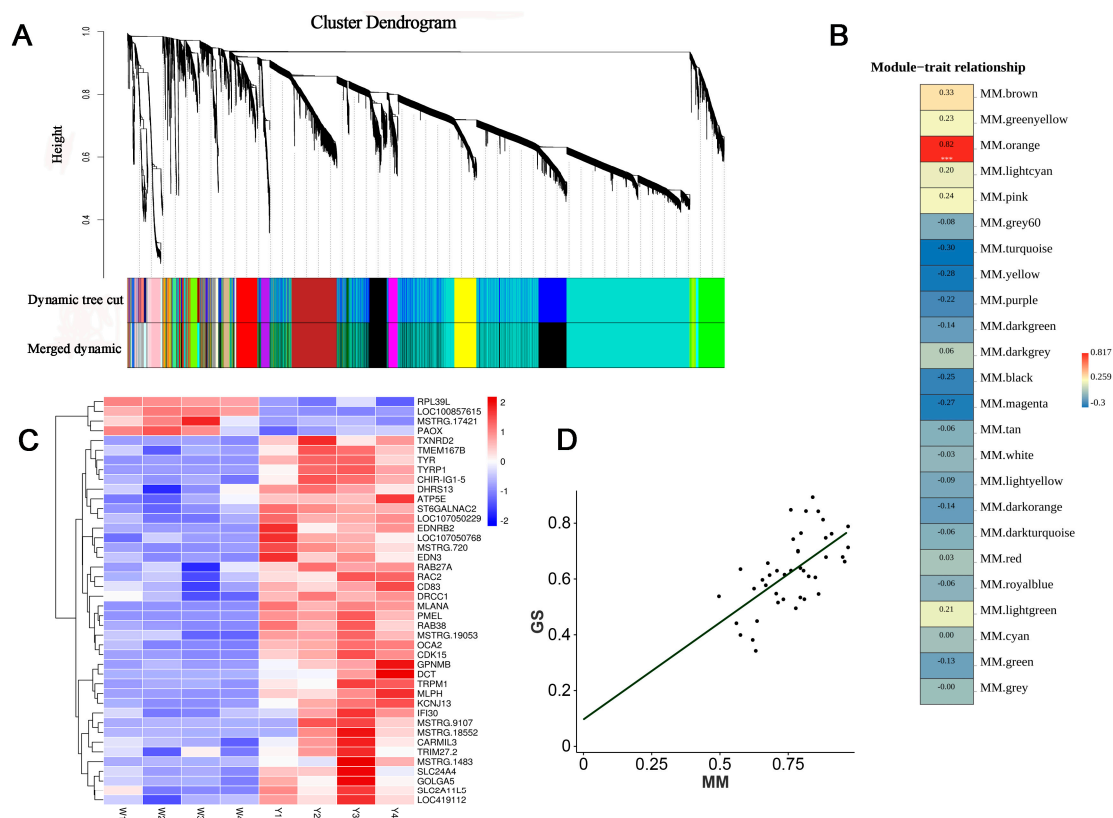 A
Cluster Dendrogram
Height
1.0
0.8
0.6
0.4
Dynamic tree cut
Merged dynamic
B
Module−trait relationship
0.33 MM.brown
0.23 MM.greenyellow
0.82 *** MM.orange
0.20 MM.lightcyan
0.24 MM.pink
-0.08 MM.grey60
-0.30 MM.turquoise
-0.28 MM.yellow
-0.22 MM.purple
-0.14 MM.darkgreen
0.06 MM.darkgrey
-0.25 MM.black
-0.27 MM.magenta
-0.06 MM.tan
-0.03 MM.white
-0.09 MM.lightyellow
-0.14 MM.darkorange
-0.06 MM.darkturquoise
0.03 MM.red
-0.06 MM.royalblue
0.21 MM.lightgreen
0.00 MM.cyan
-0.13 MM.green
-0.00 MM.grey
0.817
0.259
-0.3
C
RPL39L
LOC100857615
MSTRG.17421
PAOX
TXNRD2
TMEM167B
TYR
TYRP1
CHIR-IG1-5
DHRS13
ATP5E
ST6GALNAC2
LOC107050229
EDNRB2
LOC107050768
MSTRG.720
EDN3
RAB27A
RAC2
CD83
DRCC1
MLANA
PMEL
RAB38
MSTRG.19053
OCA2
CDK15
GPNMB
DCT
TRPM1
MLPH
KCNJ13
IFI30
MSTRG.9107
MSTRG.18552
CARMIL3
TRIM27.2
MSTRG.1483
SLC24A4
GOLGA5
SLC2A11L5
LOC419112
W1 W2 W3 W4 Y1 Y2 Y3 Y4
2
1
0
-1
-2
D
GS
0.8
0.6
0.4
0.2
0
0 0.25 0.5 0.75
MM